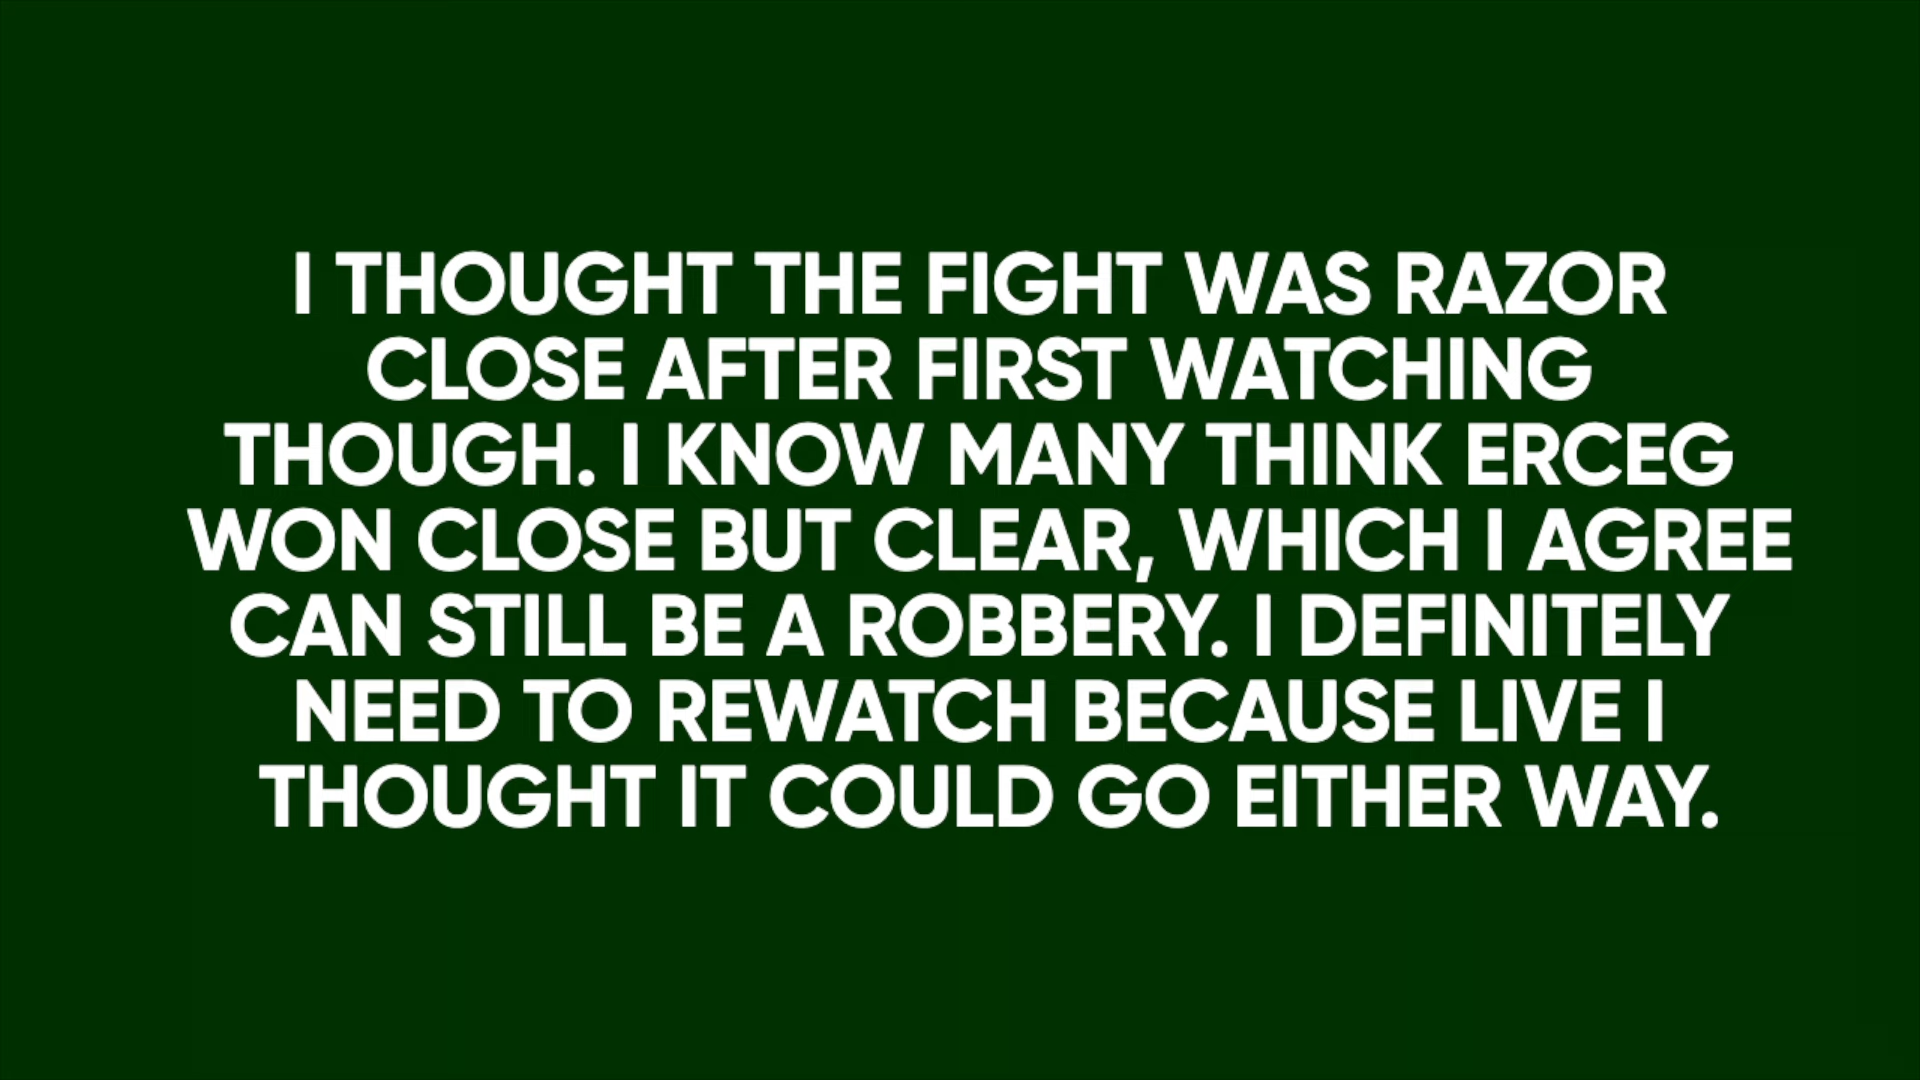 I THOUGHT THE FIGHT WAS RAZOR
CLOSE AFTER FIRST WATCHING
THOUGH. I KNOW MANY THINK ERCEG
WON CLOSE BUT CLEAR, WHICH I AGREE
CAN STILL BE A ROBBERY. I DEFINITELY
NEED TO REWATCH BECAUSE LIVE I
THOUGHT IT COULD GO EITHER WAY.